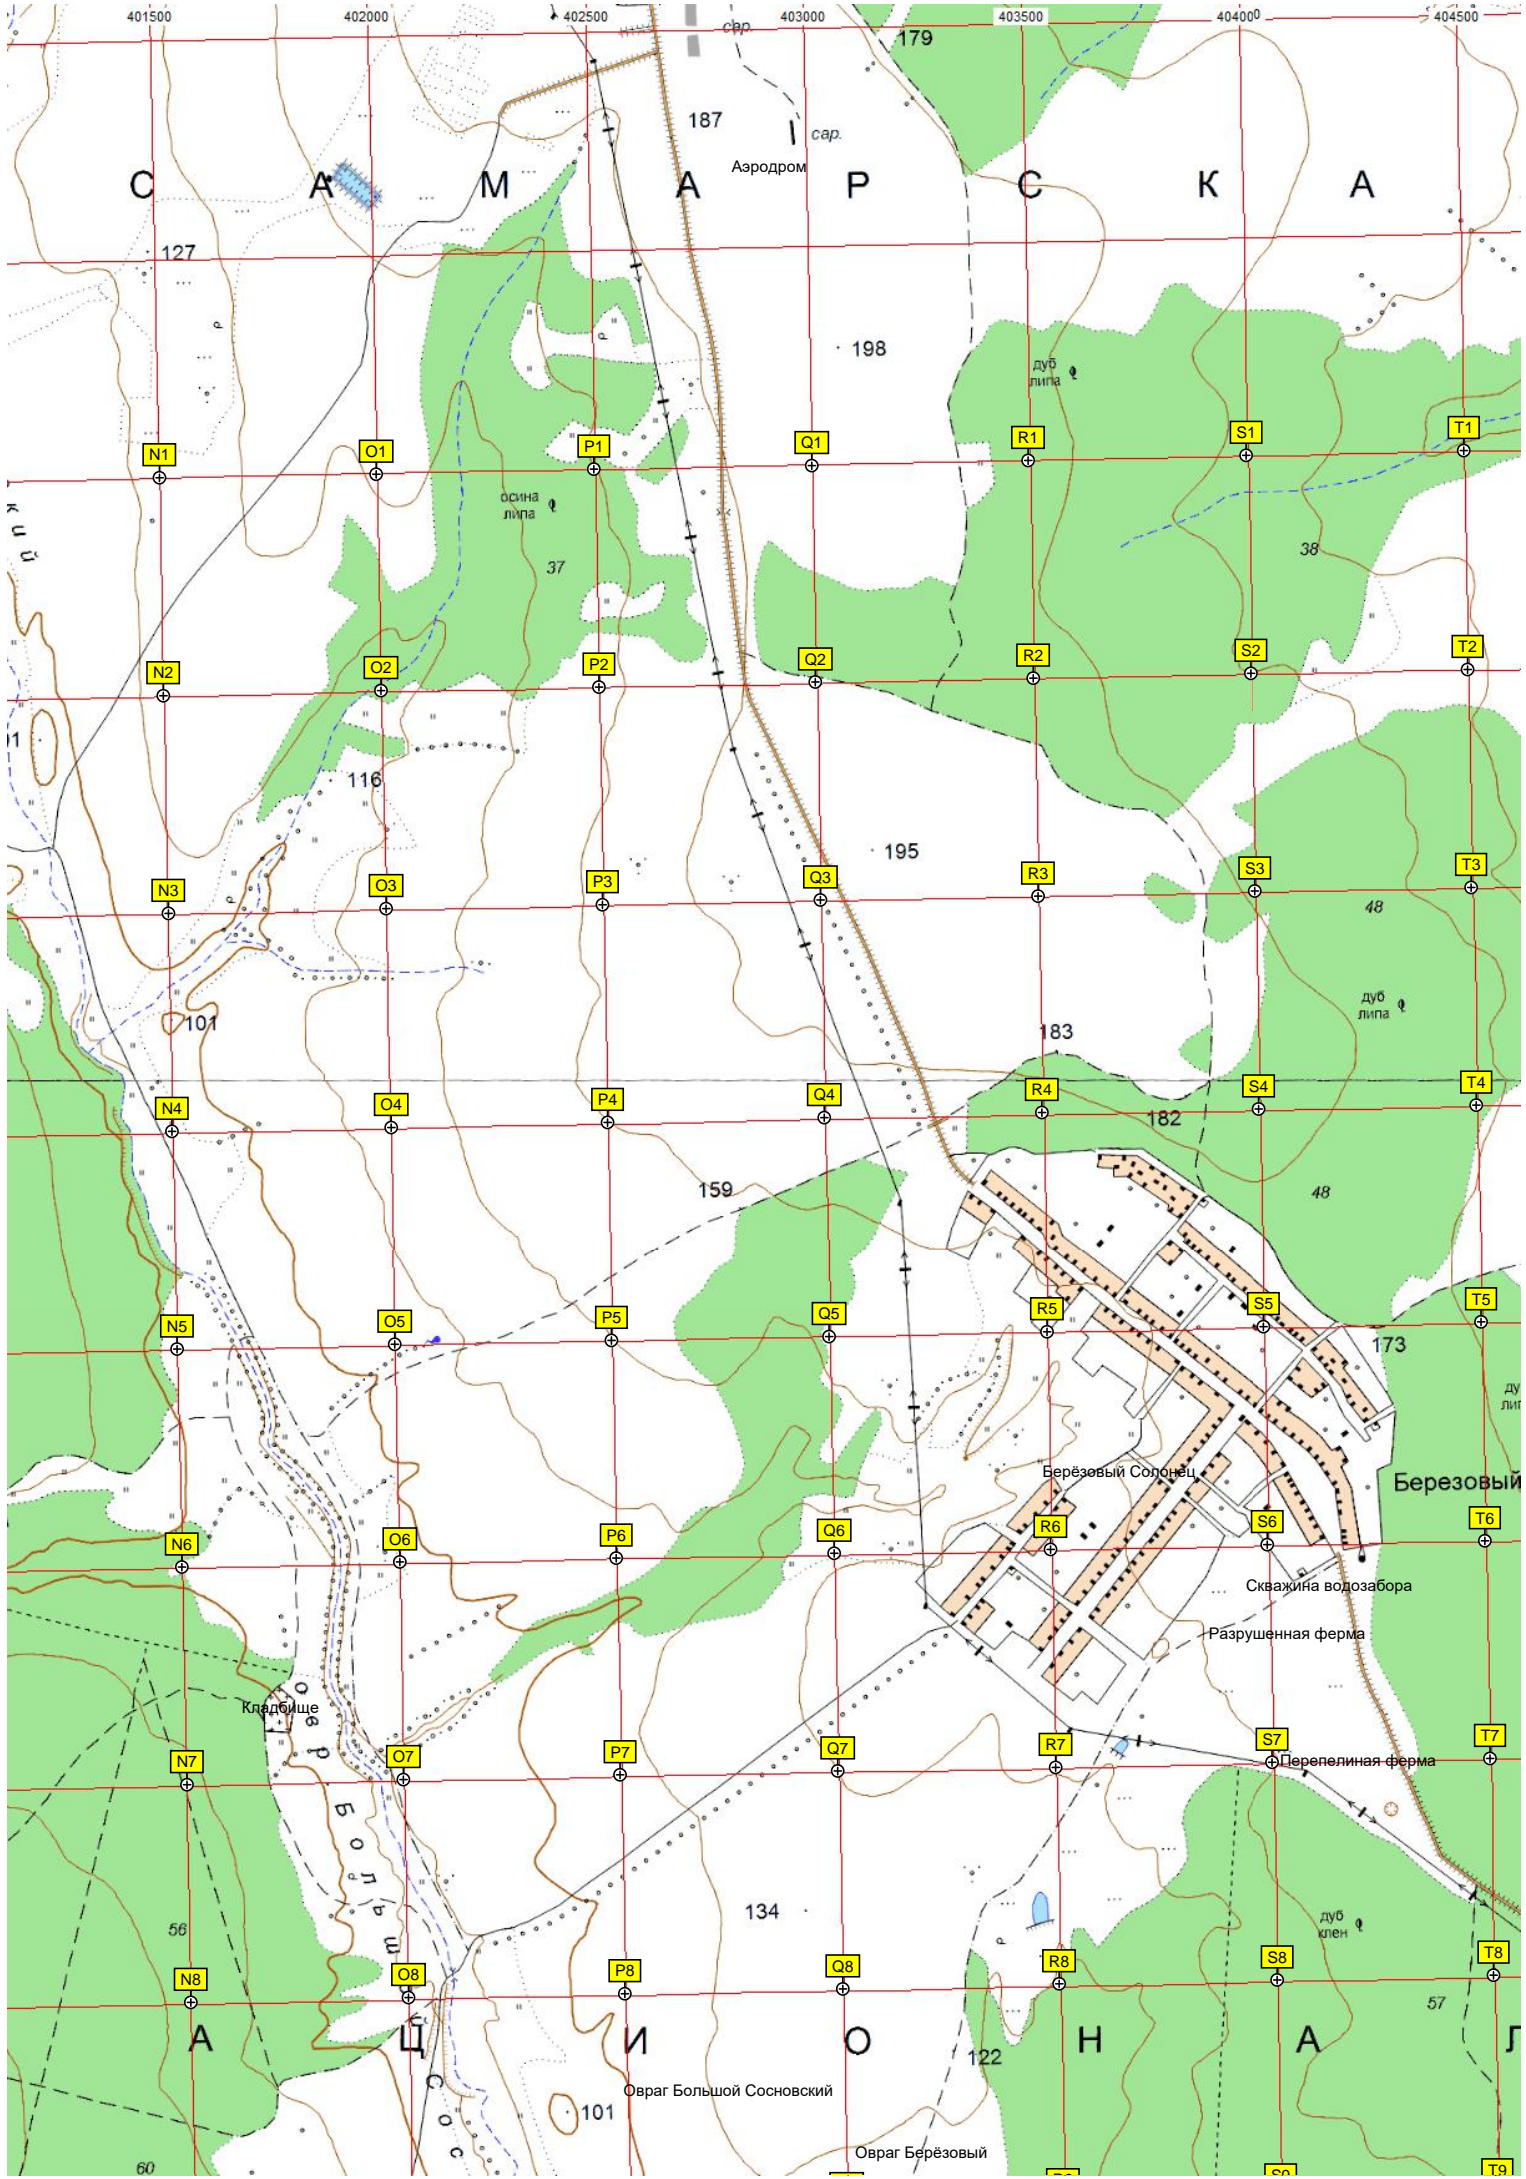 401500 402000 402500 403000 403500 404000 404500
сар.
179
187
сар.
Аэродром
С А М А Р С К А
127
198
дуб
липа
N1 O1 P1 Q1 R1 S1 T1
осина
липа
кий
37
38
N2 O2 P2 Q2 R2 S2 T2
116
195
N3 O3 P3 Q3 R3 S3 T3
48
дуб
липа
101
183
N4 O4 P4 Q4 R4 S4 T4
182
159
48
N5 O5 P5 Q5 R5 S5 T5
173
Берёзовый Солонец
Березовый
N6 O6 P6 Q6 R6 S6 T6
Скважина водозабора
Разрушенная ферма
Кладбище
овр
N7 O7 P7 Q7 R7 S7 T7
Перепелиная ферма
Большой
134
56
дуб
клен
N8 O8 P8 Q8 R8 S8 T8
57
А Ц И О Н А Л
122
Сос
Овраг Большой Сосновский
101
Овраг Берёзовый
60
T9